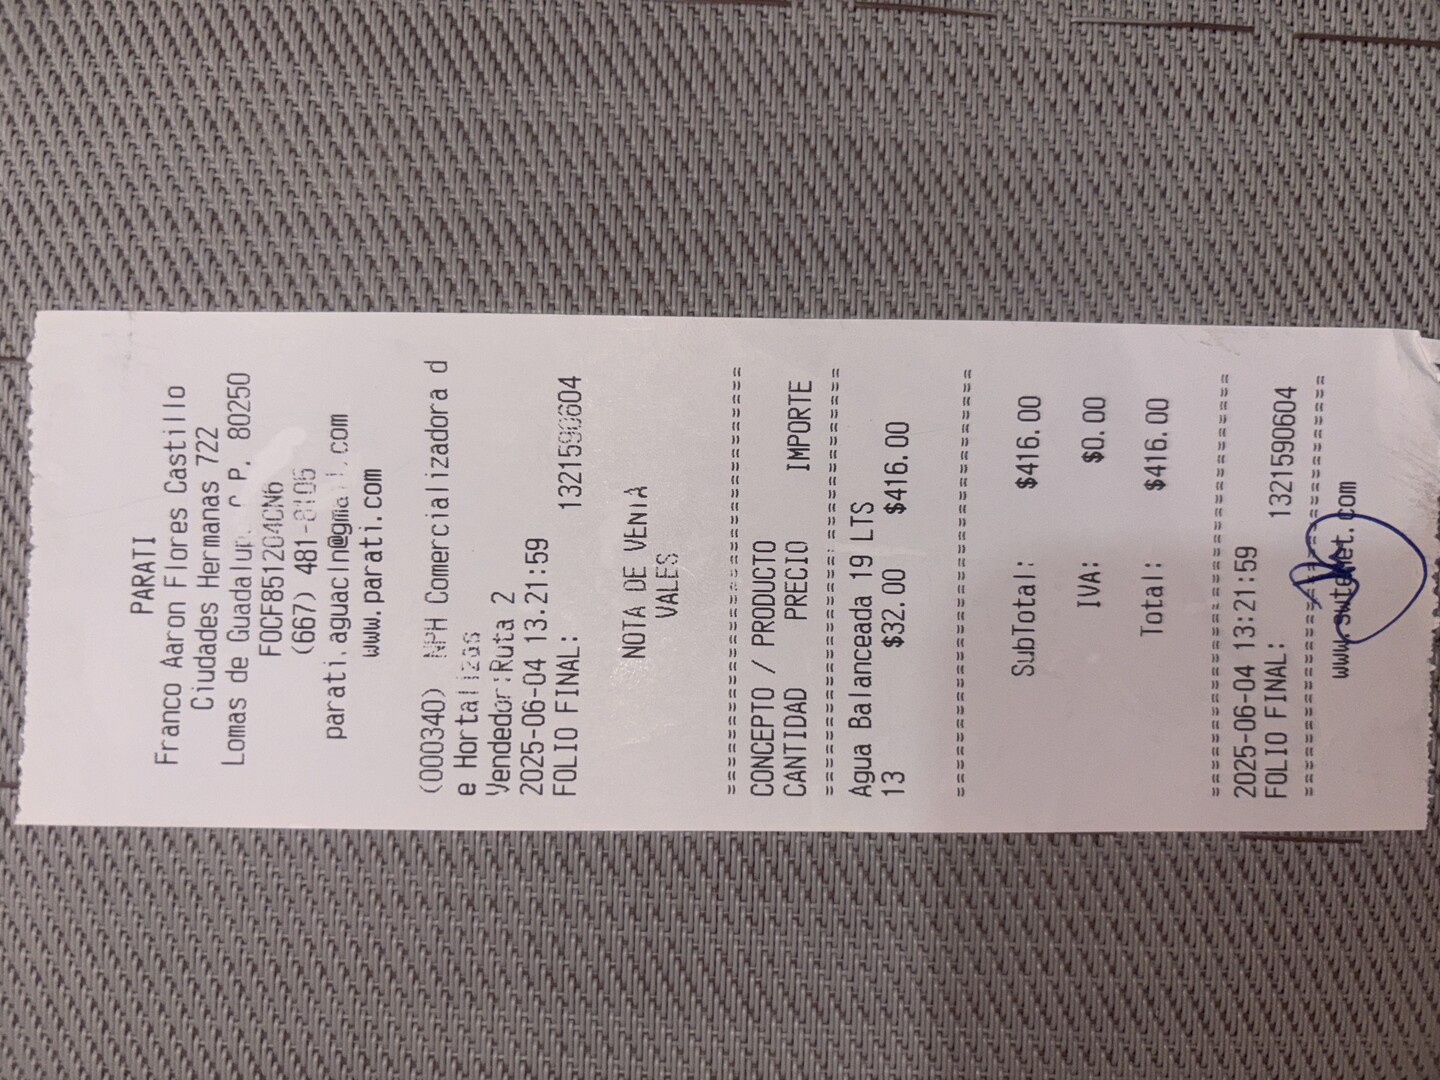 PARATI
Franco Aaron Flores Castillo
Ciudades Hermanas 722
Lomas de P. 80250
FOCF851204CN6
(667)
parati.aguacln@gmail.com
www.parati.com
(000340) NPH Comercializadora d
e Hortalizas
Vendedor:Ruta 2
2025-06-04 13:21:59
FOLIO FINAL: 1321590604
NOTA DE VENTA
VALES
==============================
CONCEPTO / PRODUCTO
CANTIDAD PRECIO IMPORTE
==============================
Agua Balanceada 19 LTS
13 $32.00 $416.00
==============================
SubTotal: $416.00
IVA: $0.00
Total: $416.00
==============================
2025-06-04 13:21:59
FOLIO FINAL: 1321590604
==============================